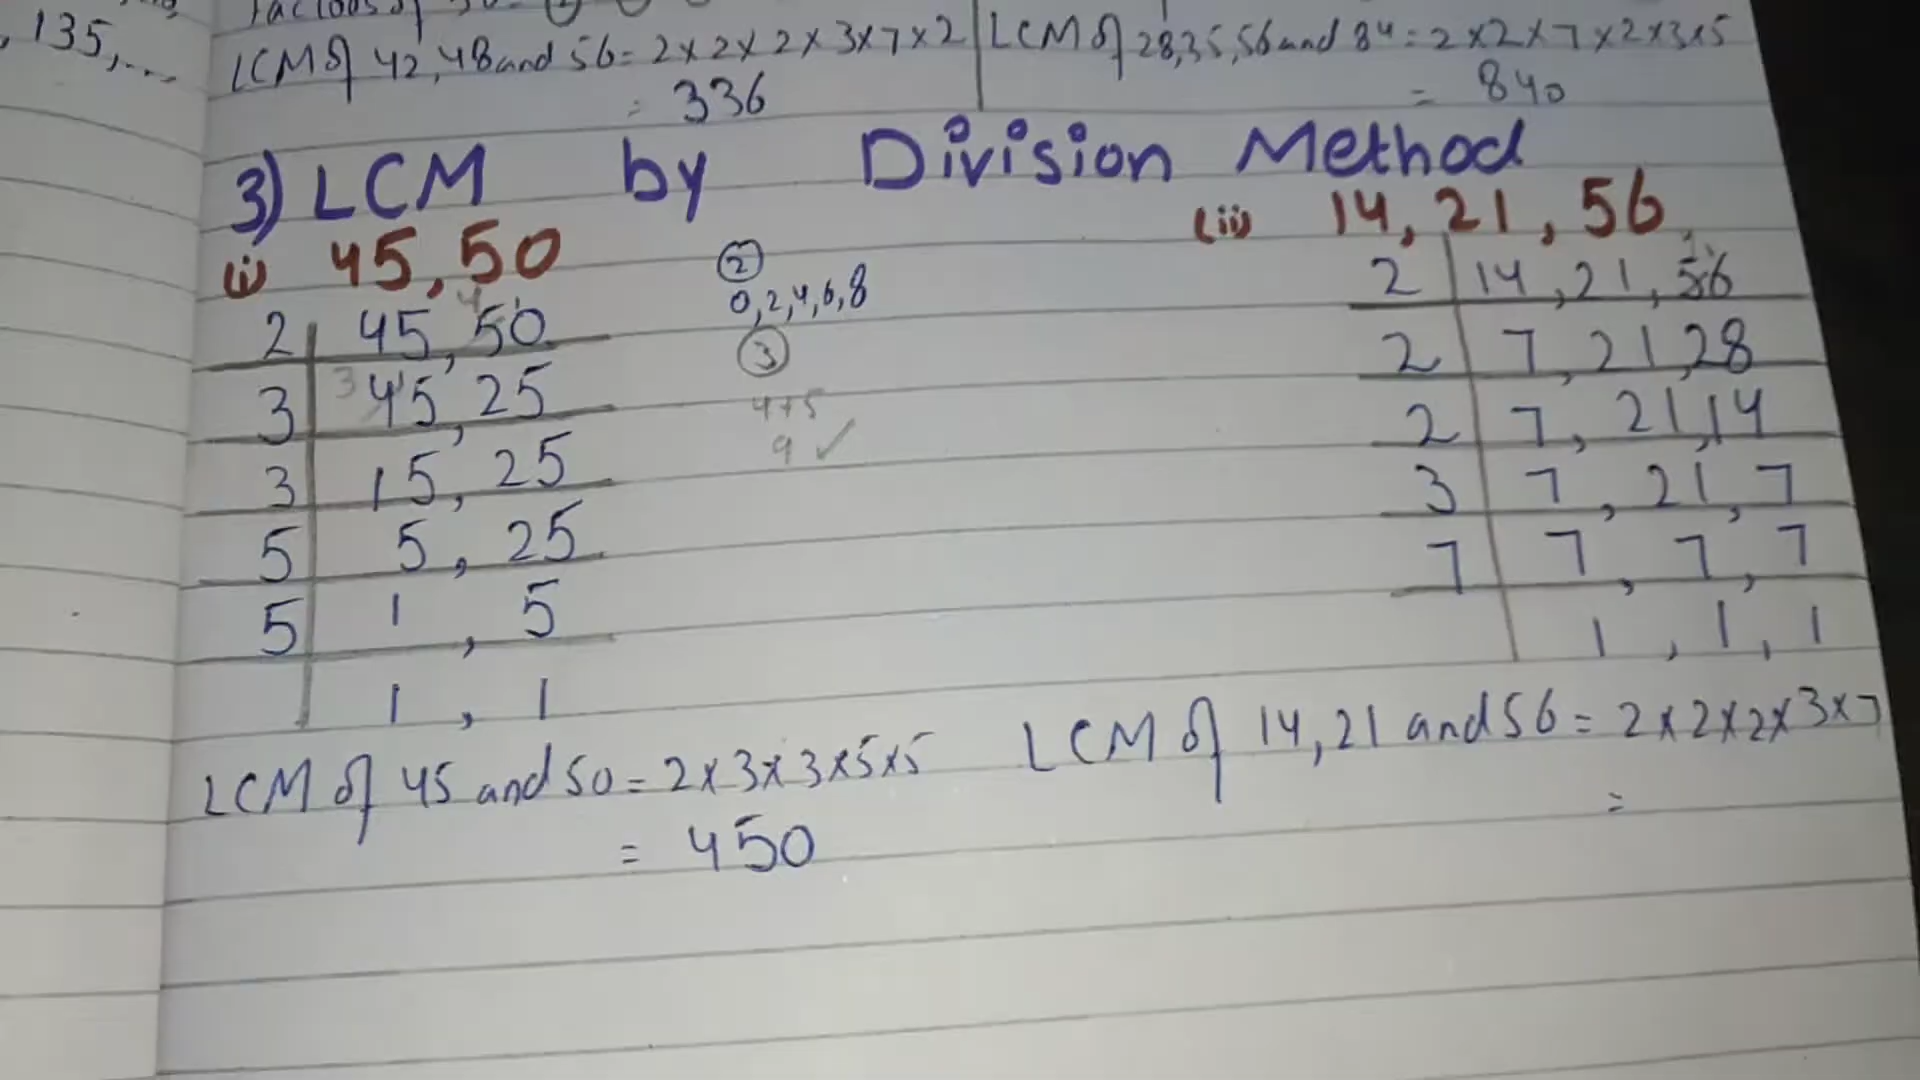 , 135, ...
LCM of 42, 48 and 56 = 2 × 2 × 2 × 3 × 7 × 2
= 336
LCM of 28, 35, 56 and 84 = 2 × 2 × 7 × 2 × 3 × 5
= 840
3) LCM by Division Method
(i) 45, 50
2 | 45, 50
3 | 45, 25
3 | 15, 25
5 | 5, 25
5 | 1, 5
1, 1
LCM of 45 and 50 = 2 × 3 × 3 × 5 × 5
= 450
2
0, 2, 4, 6, 8
3
4 + 5
9 ✓
(ii) 14, 21, 56
2 | 14, 21, 56
2 | 7, 21, 28
2 | 7, 21, 14
3 | 7, 21, 7
7 | 7, 7, 7
1, 1, 1
LCM of 14, 21 and 56 = 2 × 2 × 2 × 3 × 7
=